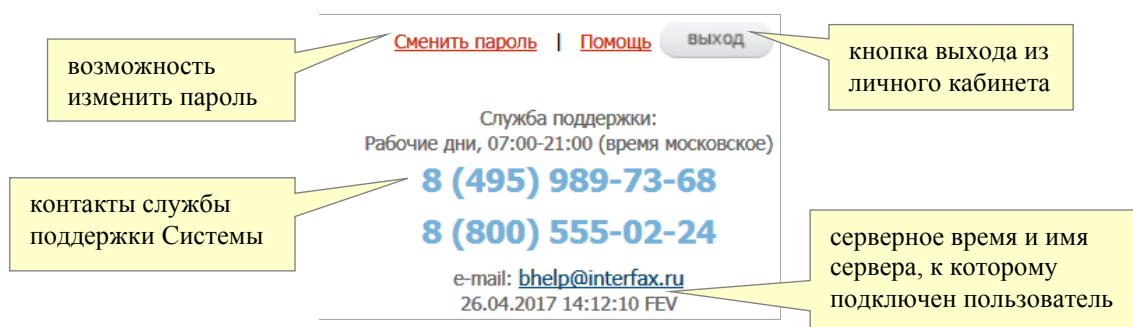 Сменить пароль | Помощь выход
возможность
изменить пароль
кнопка выхода из
личного кабинета
Служба поддержки:
Рабочие дни, 07:00-21:00 (время московское)
8 (495) 989-73-68
8 (800) 555-02-24
контакты службы
поддержки Системы
e-mail: bhelp@interfax.ru
26.04.2017 14:12:10 FEV
серверное время и имя
сервера, к которому
подключен пользователь